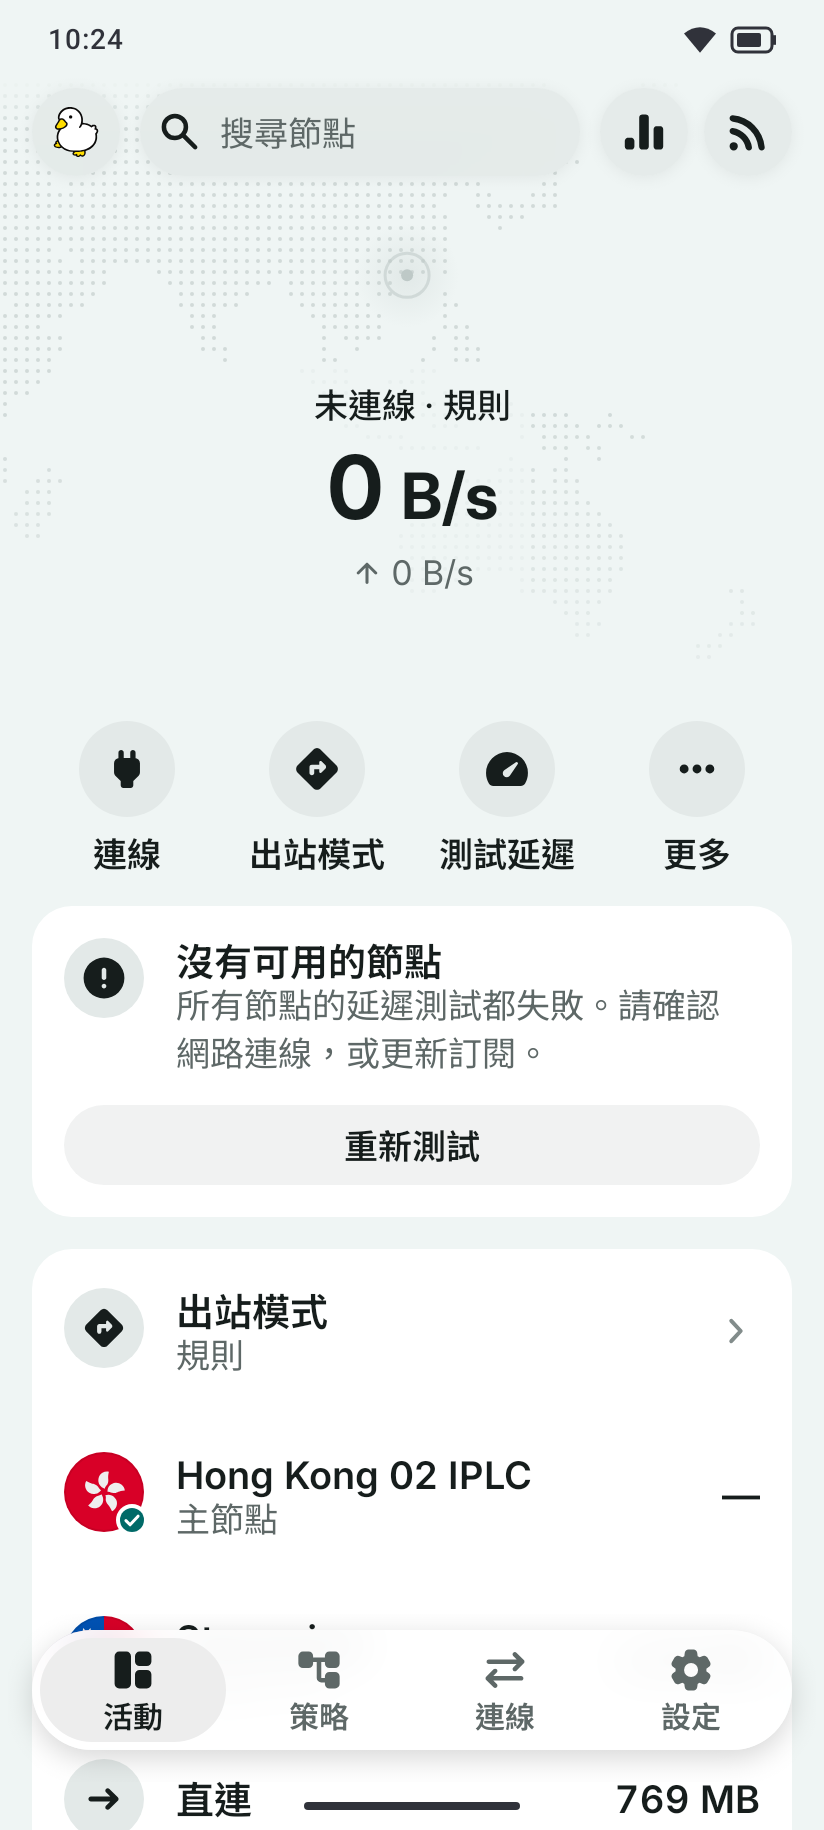 10:24
搜尋節點
未連線 · 規則
0 B/s
↑ 0 B/s
連線
出站模式
測試延遲
更多
沒有可用的節點
所有節點的延遲測試都失敗。請確認
網路連線，或更新訂閱。
重新測試
出站模式
規則
Hong Kong 02 IPLC
主節點
—
活動
策略
連線
設定
直連
769 MB